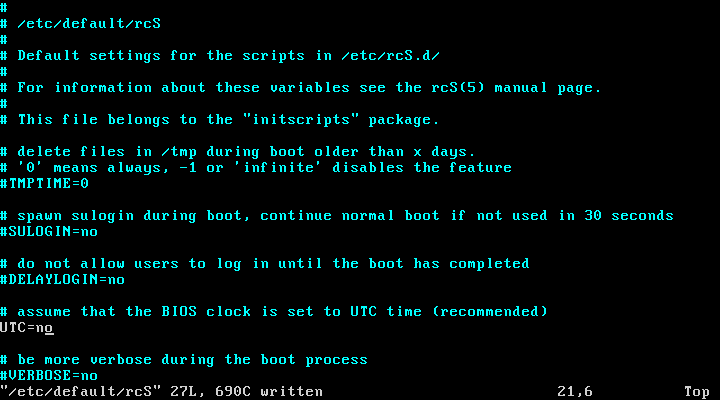 #
# /etc/default/rcS
#
# Default settings for the scripts in /etc/rcS.d/
#
# For information about these variables see the rcS(5) manual page.
#
# This file belongs to the "initscripts" package.

# delete files in /tmp during boot older than x days.
# '0' means always, -1 or 'infinite' disables the feature
#TMPTIME=0

# spawn sulogin during boot, continue normal boot if not used in 30 seconds
#SULOGIN=no

# do not allow users to log in until the boot has completed
#DELAYLOGIN=no

# assume that the BIOS clock is set to UTC time (recommended)
UTC=no

# be more verbose during the boot process
#VERBOSE=no
"/etc/default/rcS" 27L, 690C written 21,6 Top